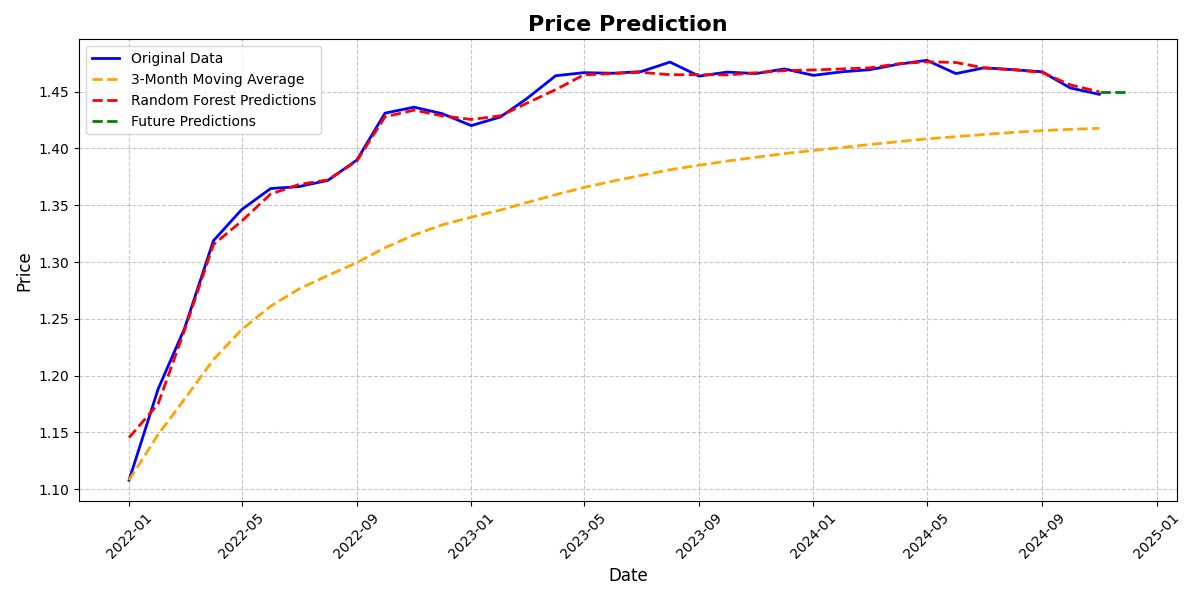 Price Prediction
Original Data
3-Month Moving Average
Random Forest Predictions
Future Predictions
Price
1.45
1.40
1.35
1.30
1.25
1.20
1.15
1.10
2022-01
2022-05
2022-09
2023-01
2023-05
2023-09
2024-01
2024-05
2024-09
2025-01
Date